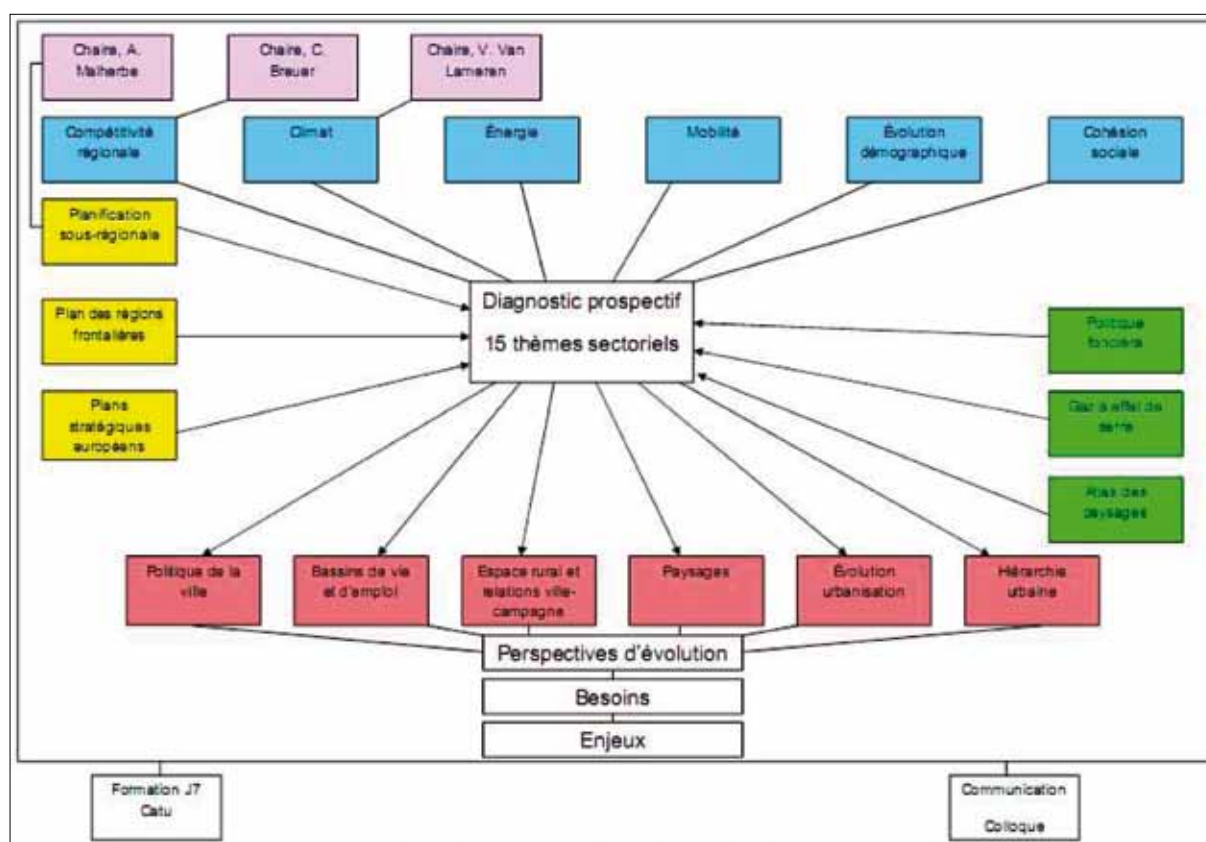 Chaire, A.
Malherbe
Chaire, C.
Breuer
Chaire, V. Van
Lameren
Compétitivité
régionale
Climat
Énergie
Mobilité
Évolution
démographique
Cohésion
sociale
Planification
sous-régionale
Plan des régions
frontalières
Plans
stratégiques
européens
Diagnostic prospectif
15 thèmes sectoriels
Politique
foncière
Gaz à effet de
serre
Atlas des
paysages
Politique de la
ville
Bassins de vie
et d'emploi
Espace rural et
relations ville-
campagne
Paysages
Évolution
urbanisation
Hiérarchie
urbaine
Perspectives d'évolution
Besoins
Enjeux
Formation J7
Catu
Communication
Colloque